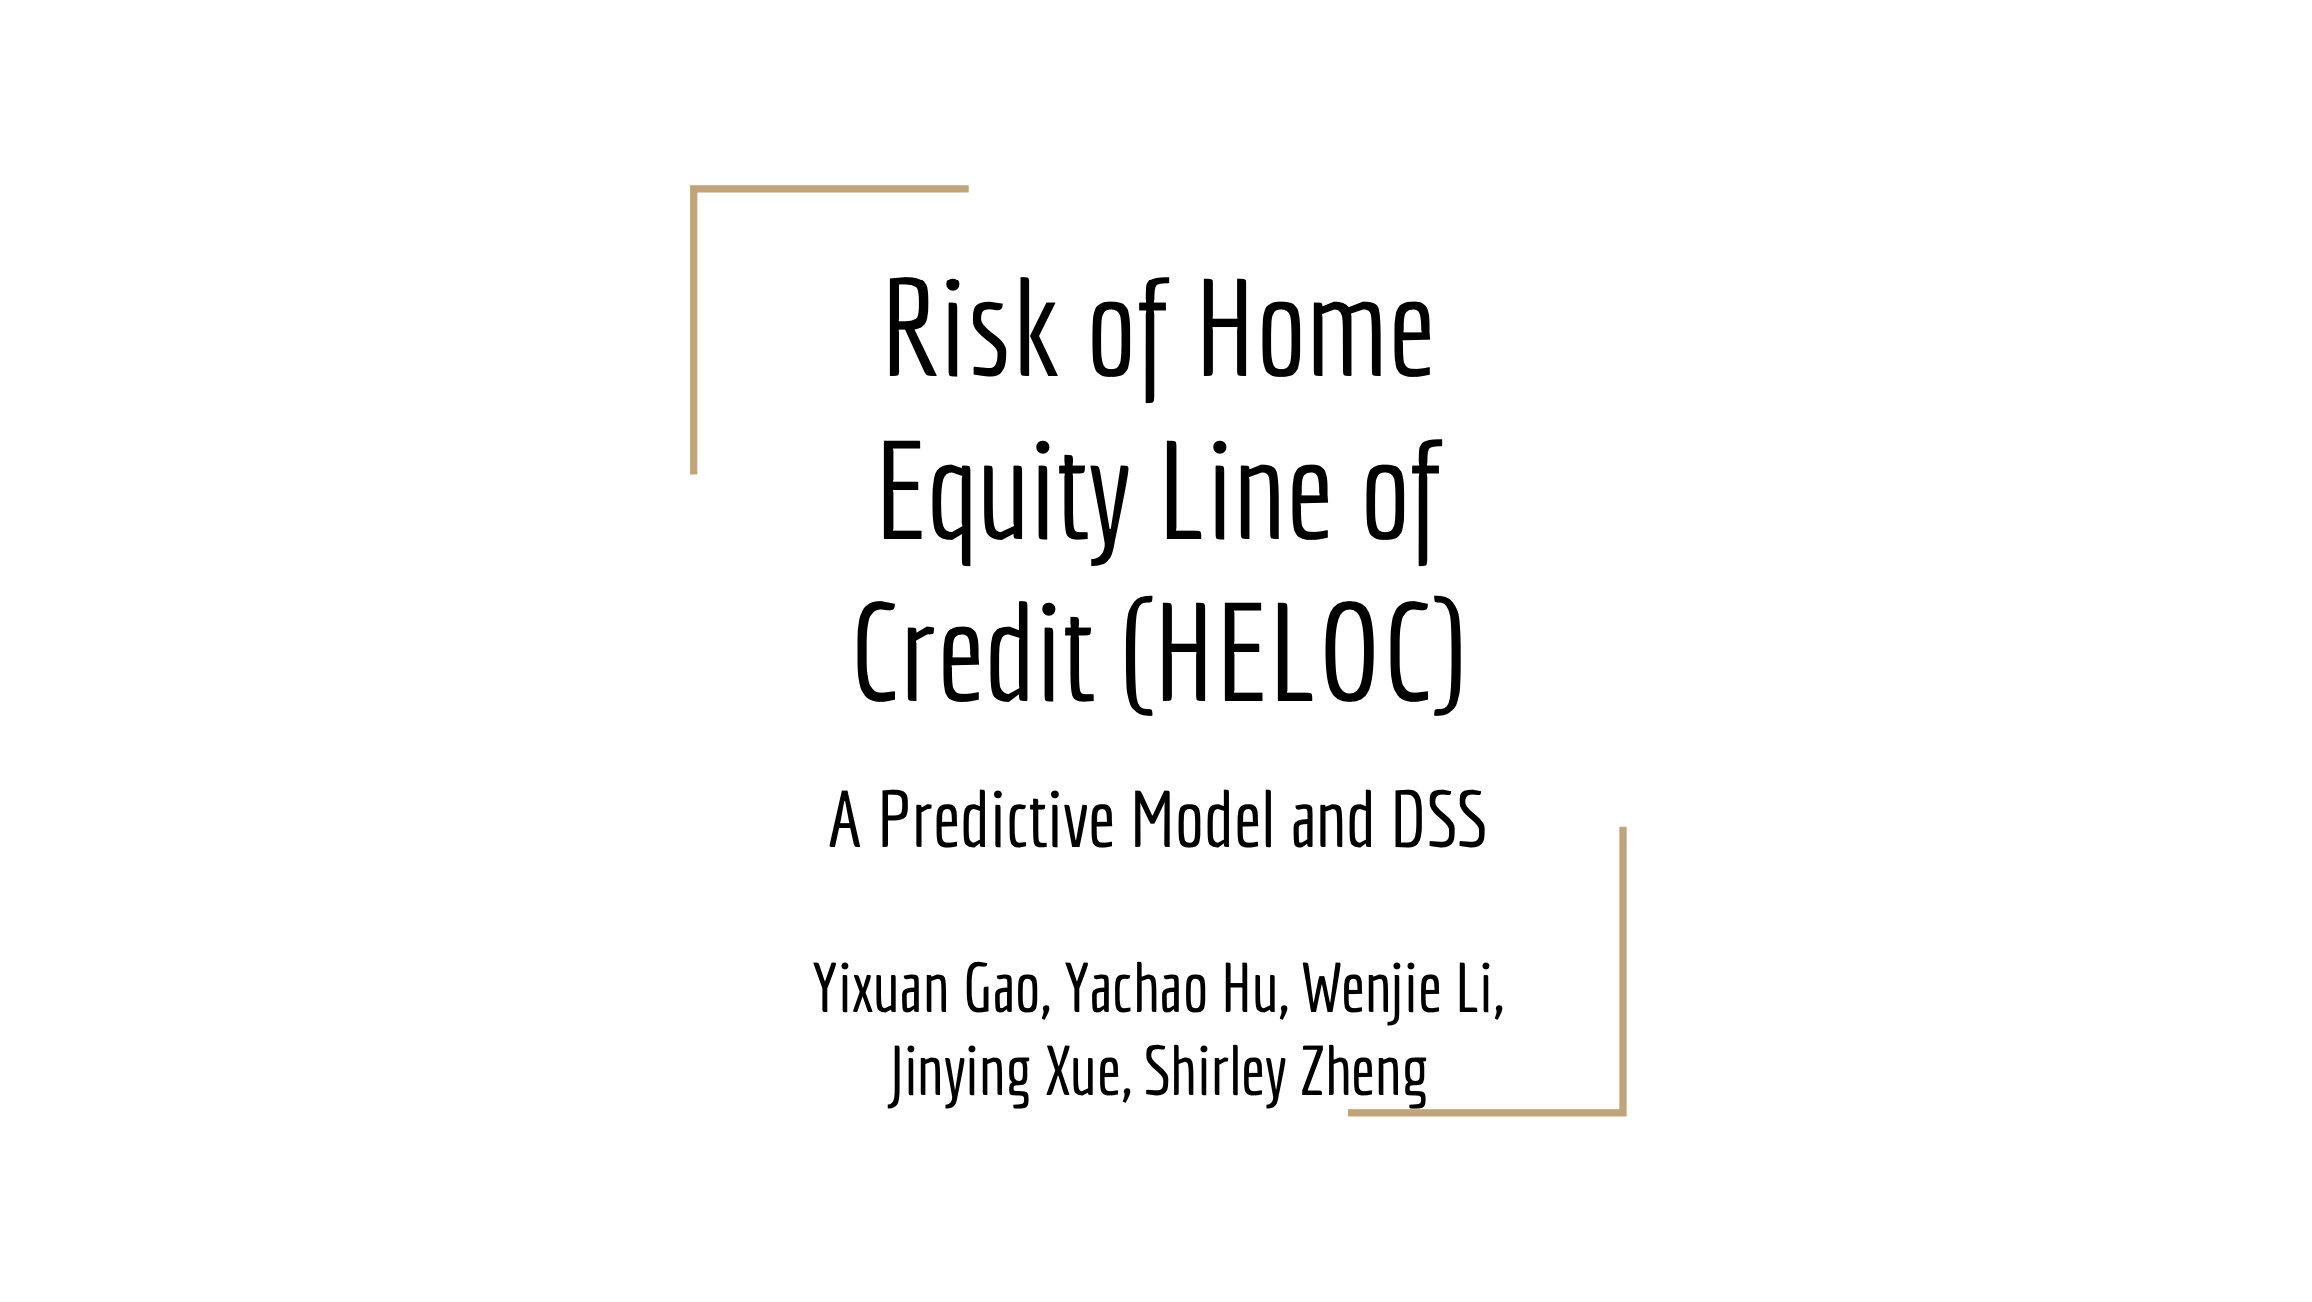 Risk of Home
Equity Line of
Credit (HELOC)
A Predictive Model and DSS
Yixuan Gao, Yachao Hu, Wenjie Li,
Jinying Xue, Shirley Zheng